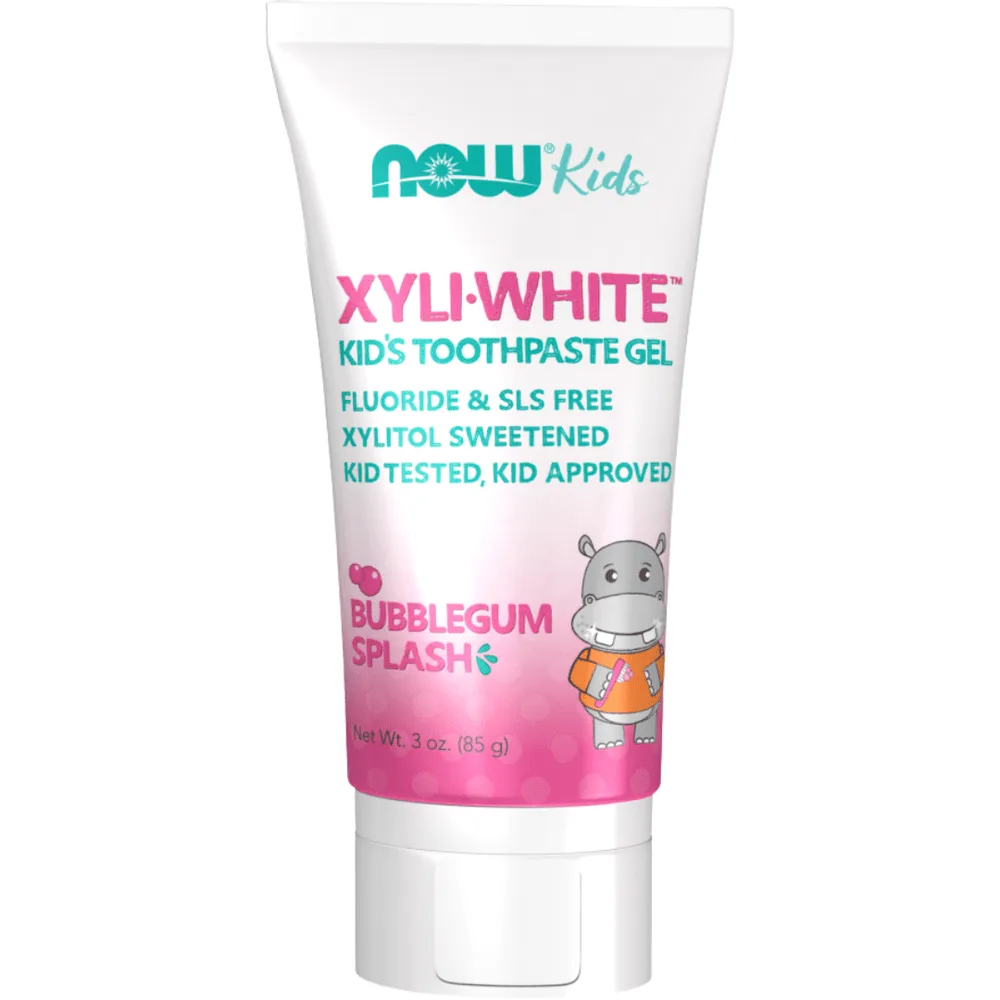 NOW® Kids
XYLI·WHITE™
KID'S TOOTHPASTE GEL
FLUORIDE & SLS FREE
XYLITOL SWEETENED
KID TESTED, KID APPROVED
BUBBLEGUM
SPLASH
Net Wt. 3 oz. (85 g)